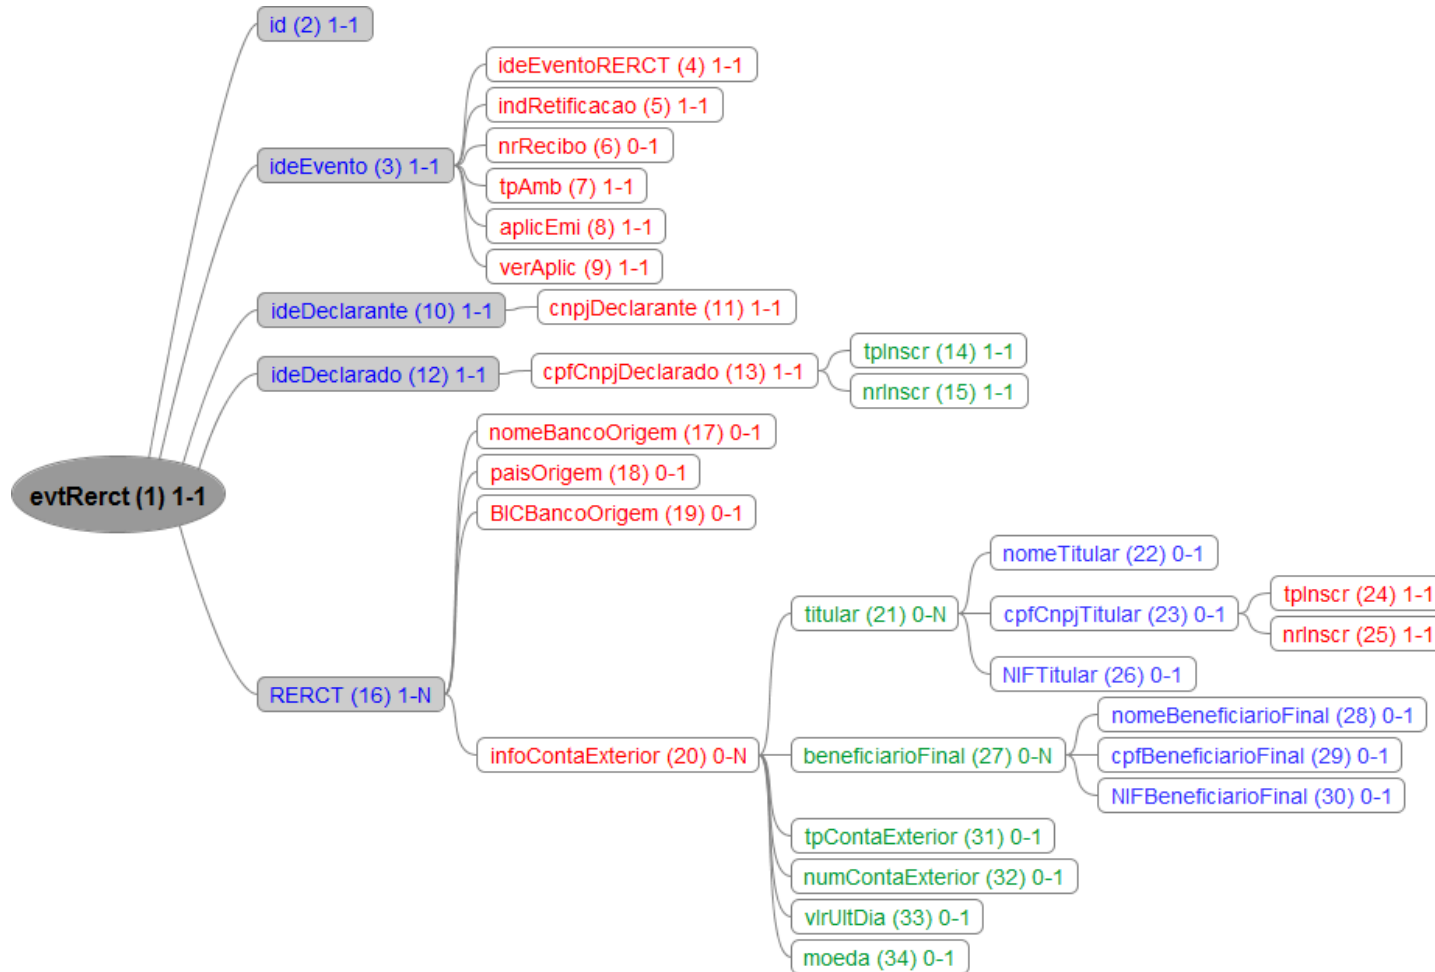 id (2) 1-1
ideEventoRERCT (4) 1-1
indRetificacao (5) 1-1
nrRecibo (6) 0-1
ideEvento (3) 1-1
tpAmb (7) 1-1
aplicEmi (8) 1-1
verAplic (9) 1-1
ideDeclarante (10) 1-1
cnpjDeclarante (11) 1-1
ideDeclarado (12) 1-1
cpfCnpjDeclarado (13) 1-1
tpInscr (14) 1-1
nrInscr (15) 1-1
nomeBancoOrigem (17) 0-1
paisOrigem (18) 0-1
evtRerct (1) 1-1
BICBancoOrigem (19) 0-1
nomeTitular (22) 0-1
titular (21) 0-N
cpfCnpjTitular (23) 0-1
tpInscr (24) 1-1
nrInscr (25) 1-1
NIFTitular (26) 0-1
RERCT (16) 1-N
nomeBeneficiarioFinal (28) 0-1
infoContaExterior (20) 0-N
beneficiarioFinal (27) 0-N
cpfBeneficiarioFinal (29) 0-1
NIFBeneficiarioFinal (30) 0-1
tpContaExterior (31) 0-1
numContaExterior (32) 0-1
vlrUltDia (33) 0-1
moeda (34) 0-1